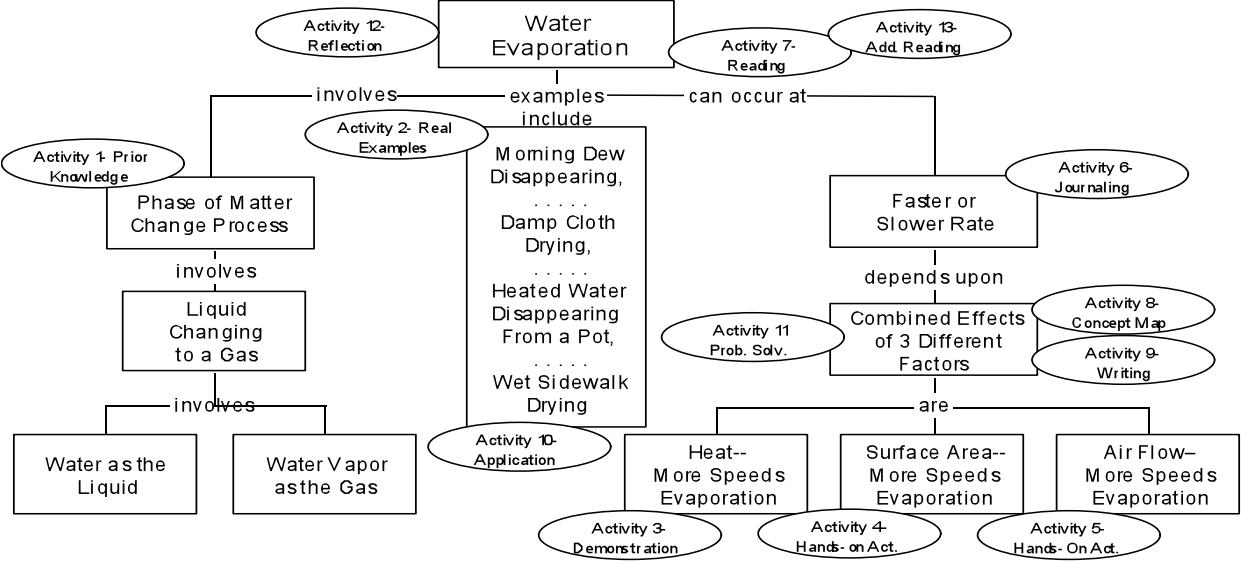 Water
Evaporation
Activity 12-
Reflection
Activity 7-
Reading
Activity 13-
Add. Reading
involves
examples
include
can occur at
Activity 1- Prior
Knowledge
Phase of Matter
Change Process
involves
Liquid
Changing
to a Gas
involves
Water as the
Liquid
Water Vapor
as the Gas
Activity 2- Real
Examples
Morning Dew
Disappearing,
. . . . .
Damp Cloth
Drying,
. . . . .
Heated Water
Disappearing
From a Pot,
. . . . .
Wet Sidewalk
Drying
Activity 10-
Application
Activity 6-
Journaling
Faster or
Slower Rate
depends upon
Activity 11
Prob. Solv.
Combined Effects
of 3 Different
Factors
Activity 8-
Concept Map
Activity 9-
Writing
are
Heat--
More Speeds
Evaporation
Surface Area--
More Speeds
Evaporation
Air Flow–
More Speeds
Evaporation
Activity 3-
Demonstration
Activity 4-
Hands- on Act.
Activity 5-
Hands- On Act.